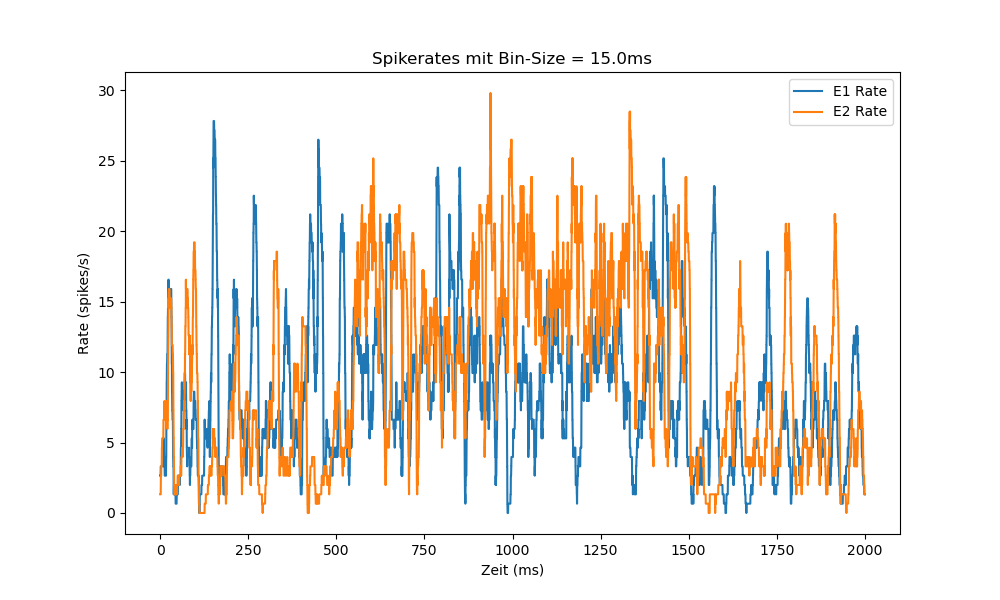 Spikerates mit Bin-Size = 15.0ms
E1 Rate
E2 Rate
30
25
20
15
10
5
0
Rate (spikes/s)
0 250 500 750 1000 1250 1500 1750 2000
Zeit (ms)